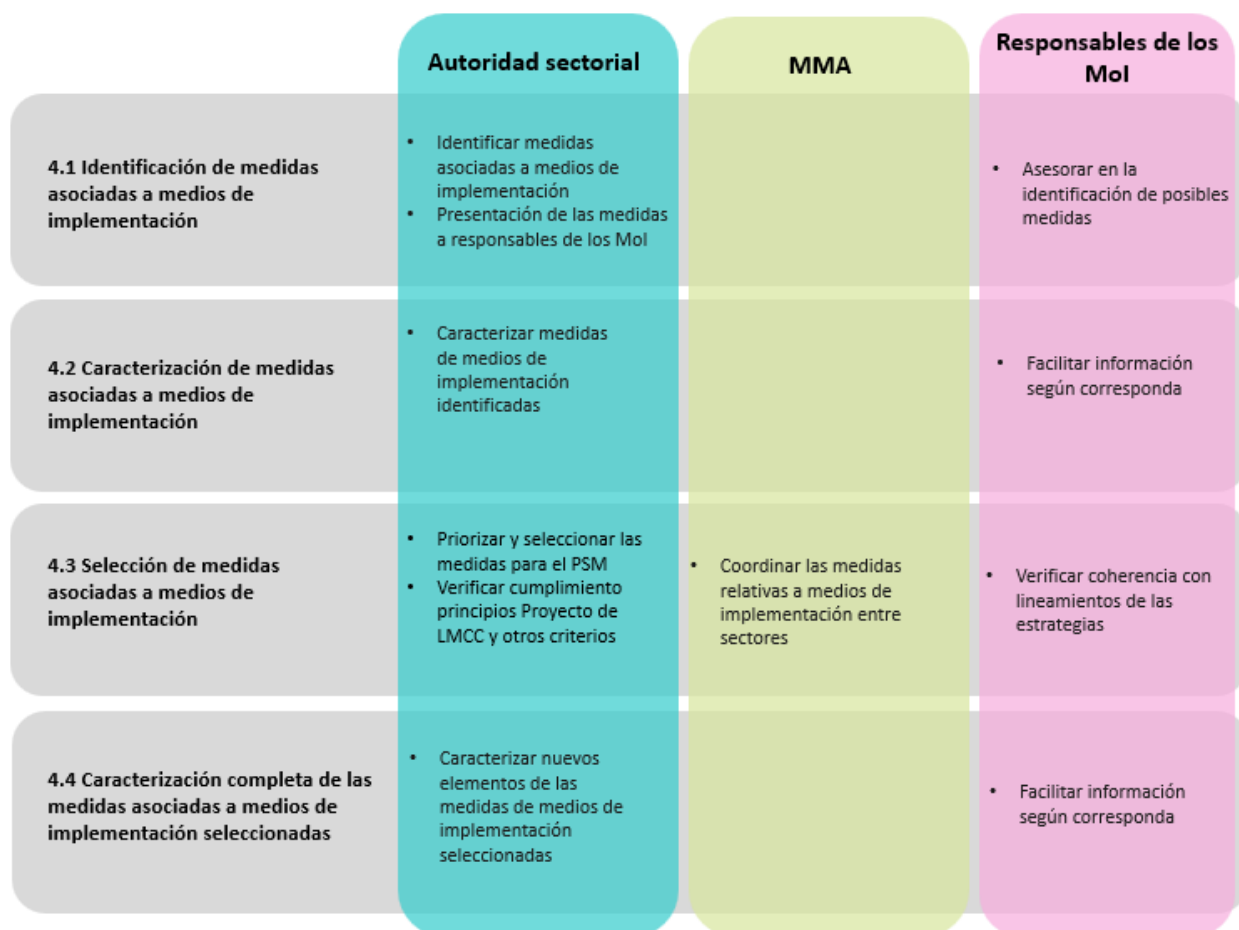 Autoridad sectorial
MMA
Responsables de los
MoI
4.1 Identificación de medidas
asociadas a medios de
implementación
• Identificar medidas
asociadas a medios de
implementación
• Presentación de las medidas
a responsables de los MoI
• Asesorar en la
identificación de posibles
medidas
4.2 Caracterización de medidas
asociadas a medios de
implementación
• Caracterizar medidas
de medios de
implementación
identificadas
• Facilitar información
según corresponda
4.3 Selección de medidas
asociadas a medios de
implementación
• Priorizar y seleccionar las
medidas para el PSM
• Verificar cumplimiento
principios Proyecto de
LMCC y otros criterios
• Coordinar las medidas
relativas a medios de
implementación entre
sectores
• Verificar coherencia con
lineamientos de las
estrategias
4.4 Caracterización completa de las
medidas asociadas a medios de
implementación seleccionadas
• Caracterizar nuevos
elementos de las
medidas de medios de
implementación
seleccionadas
• Facilitar información
según corresponda